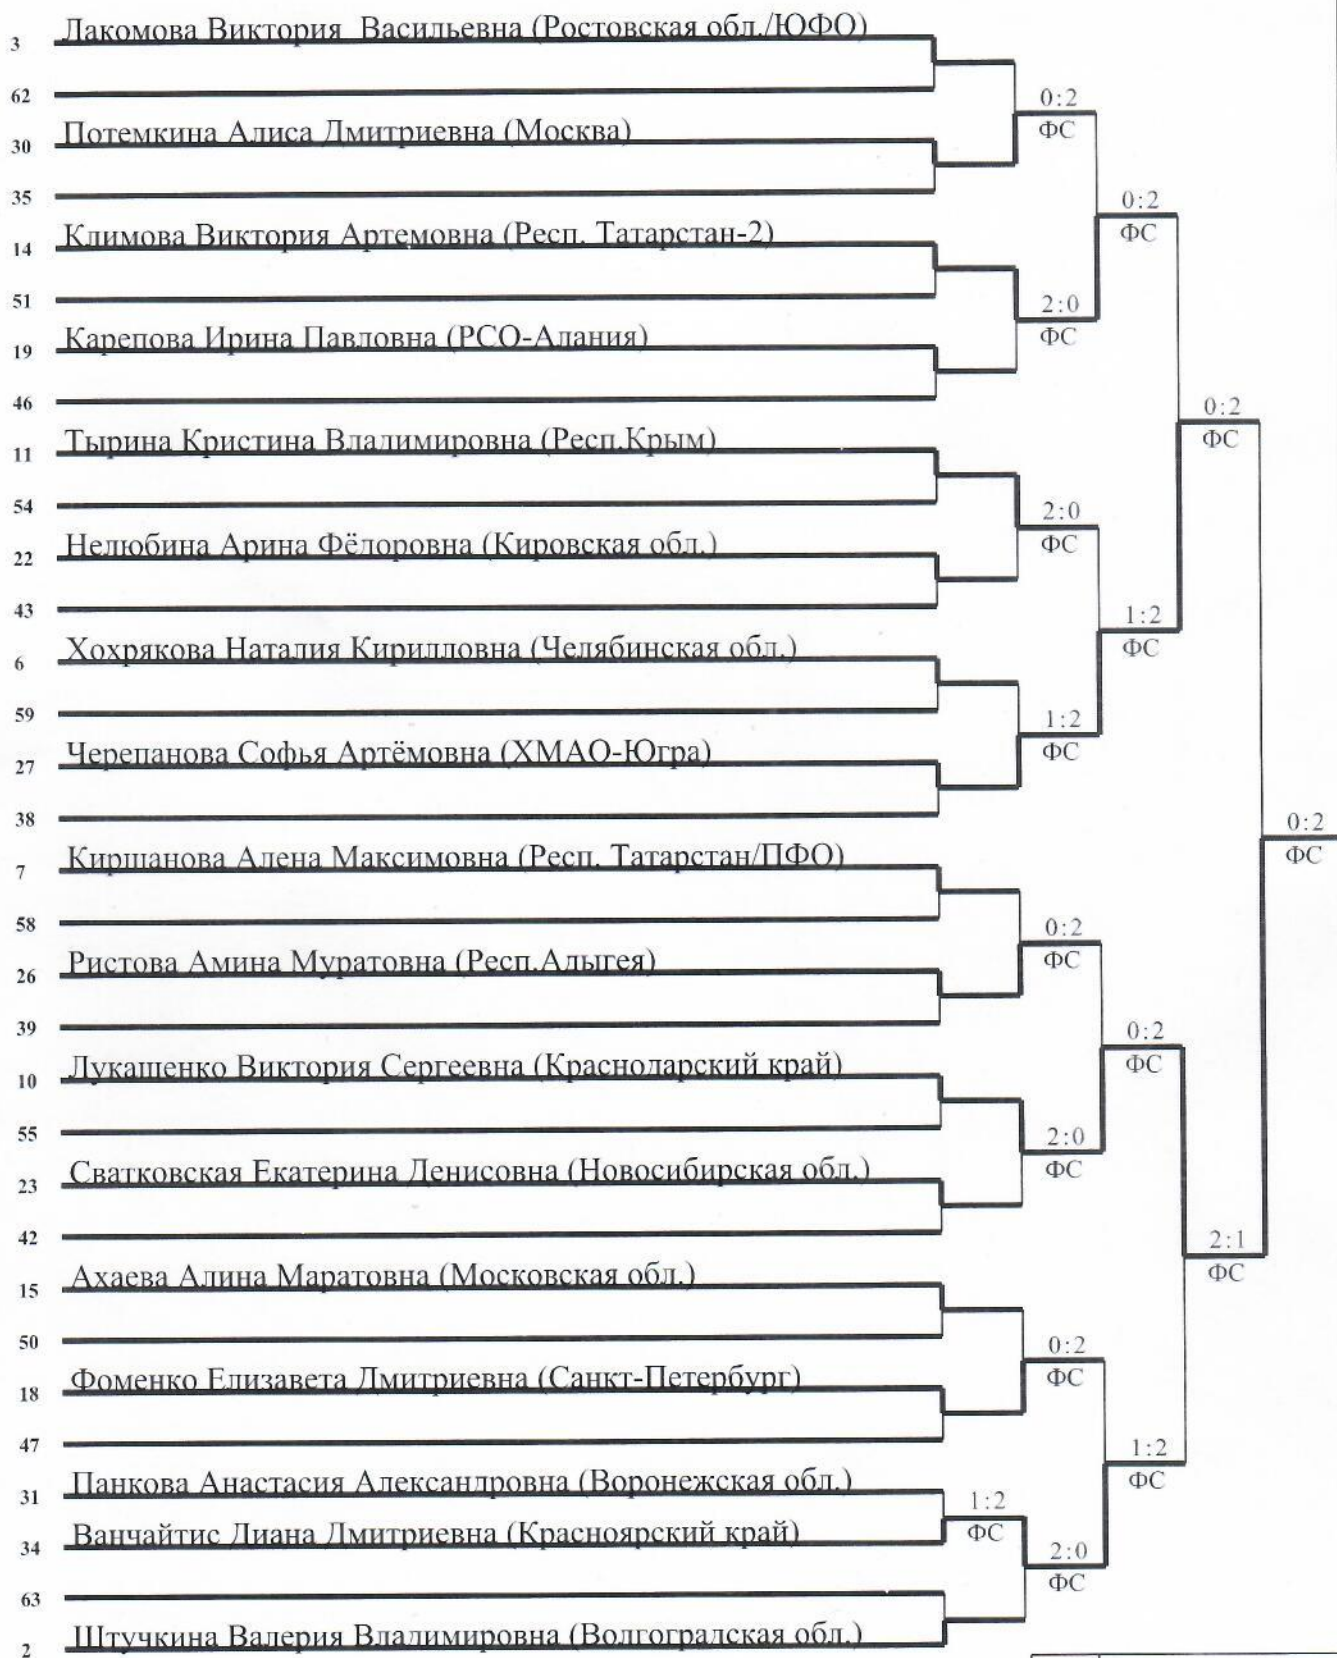 3 Лакомова Виктория Васильевна (Ростовская обл./ЮФО)
62
0:2
30 Потемкина Алиса Дмитриевна (Москва)
ФС
35
0:2
14 Климова Виктория Артемовна (Респ. Татарстан-2)
ФС
51
2:0
19 Карепова Ирина Павловна (РСО-Алания)
ФС
46
0:2
11 Тырина Кристина Владимировна (Респ.Крым)
ФС
54
2:0
22 Нелюбина Арина Фёдоровна (Кировская обл.)
ФС
43
1:2
6 Хохрякова Наталия Кирилловна (Челябинская обл.)
ФС
59
1:2
27 Черепанова Софья Артёмовна (ХМАО-Югра)
ФС
38
0:2
7 Киршанова Алена Максимовна (Респ. Татарстан/ПФО)
ФС
58
0:2
26 Ристова Амина Муратовна (Респ.Адыгея)
ФС
39
0:2
10 Лукашенко Виктория Сергеевна (Краснодарский край)
ФС
55
2:0
23 Сватковская Екатерина Денисовна (Новосибирская обл.)
ФС
42
2:1
15 Ахаева Алина Маратовна (Московская обл.)
ФС
50
0:2
18 Фоменко Елизавета Дмитриевна (Санкт-Петербург)
ФС
47
1:2
31 Панкова Анастасия Александровна (Воронежская обл.)
ФС
1:2
34 Ванчайтис Диана Дмитриевна (Красноярский край)
ФС
2:0
63
ФС
2 Штучкина Валерия Владимировна (Волгоградская обл.)